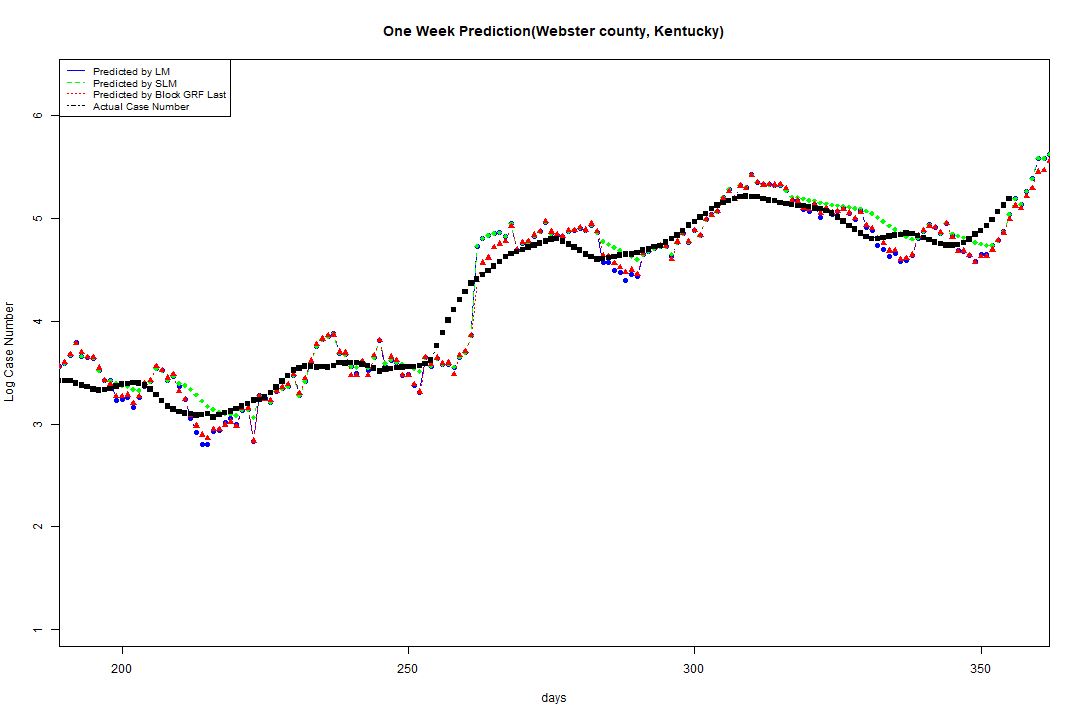 One Week Prediction(Webster county, Kentucky)
Predicted by LM
Predicted by SLM
Predicted by Block GRF Last
Actual Case Number
6
5
4
3
2
1
Log Case Number
200
250
300
350
days